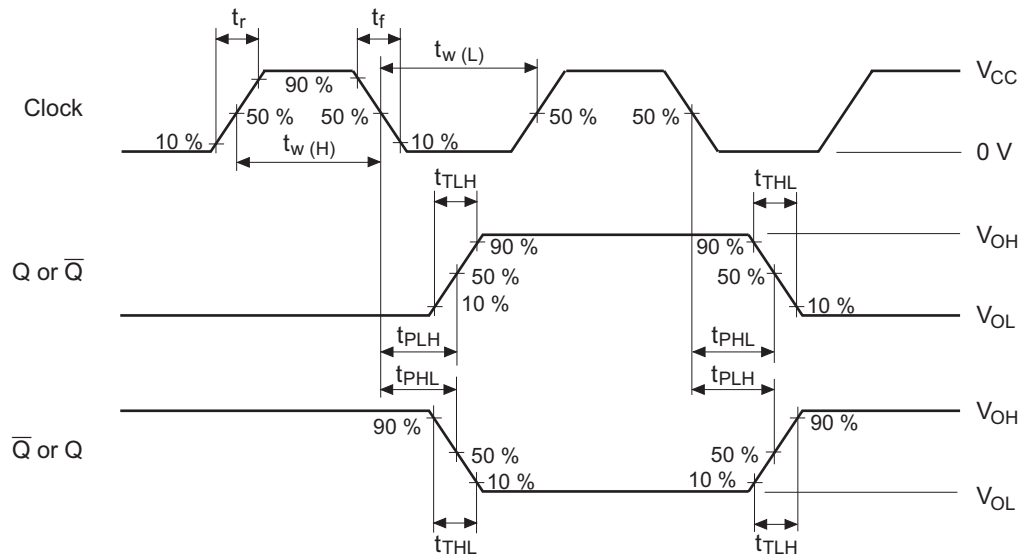 tr tf
tw (L)
90 % VCC
Clock 50 % 50 % 50 % 50 %
10 % tw (H) 10 %
0 V
tTLH tTHL
VOH
90 % 90 %
Q or Q̅ 50 % 50 %
10 % 10 %
VOL
tPLH tPHL
tPHL tPLH
VOH
90 % 90 %
Q̅ or Q 50 % 50 %
10 % 10 %
VOL
tTHL tTLH